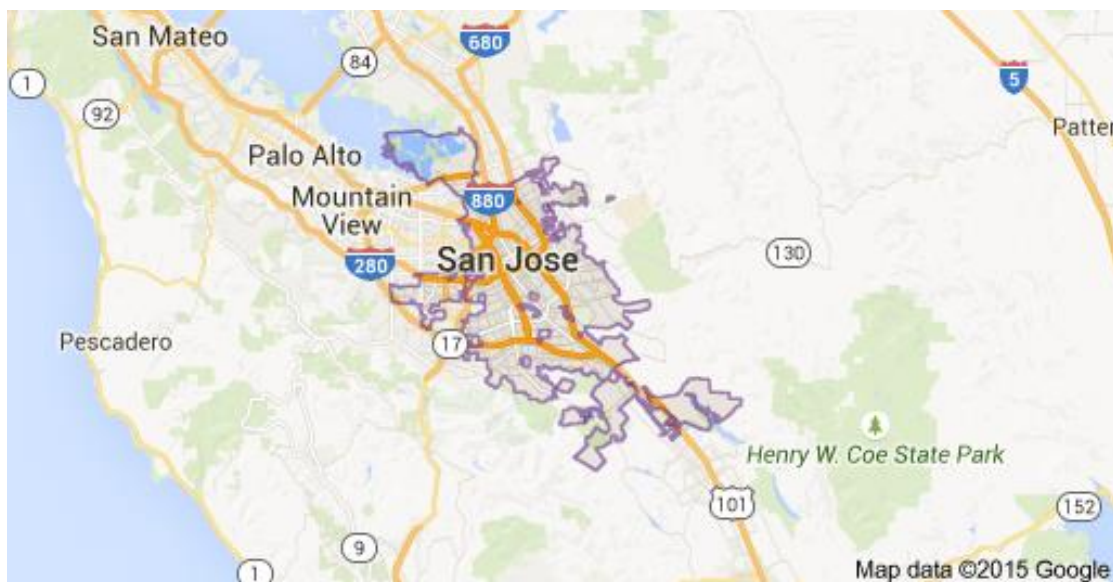 San Mateo
680
84
1
5
92
Patter
Palo Alto
880
Mountain
View
130
San Jose
280
17
Pescadero
Henry W. Coe State Park
101
152
9
1
Map data ©2015 Google